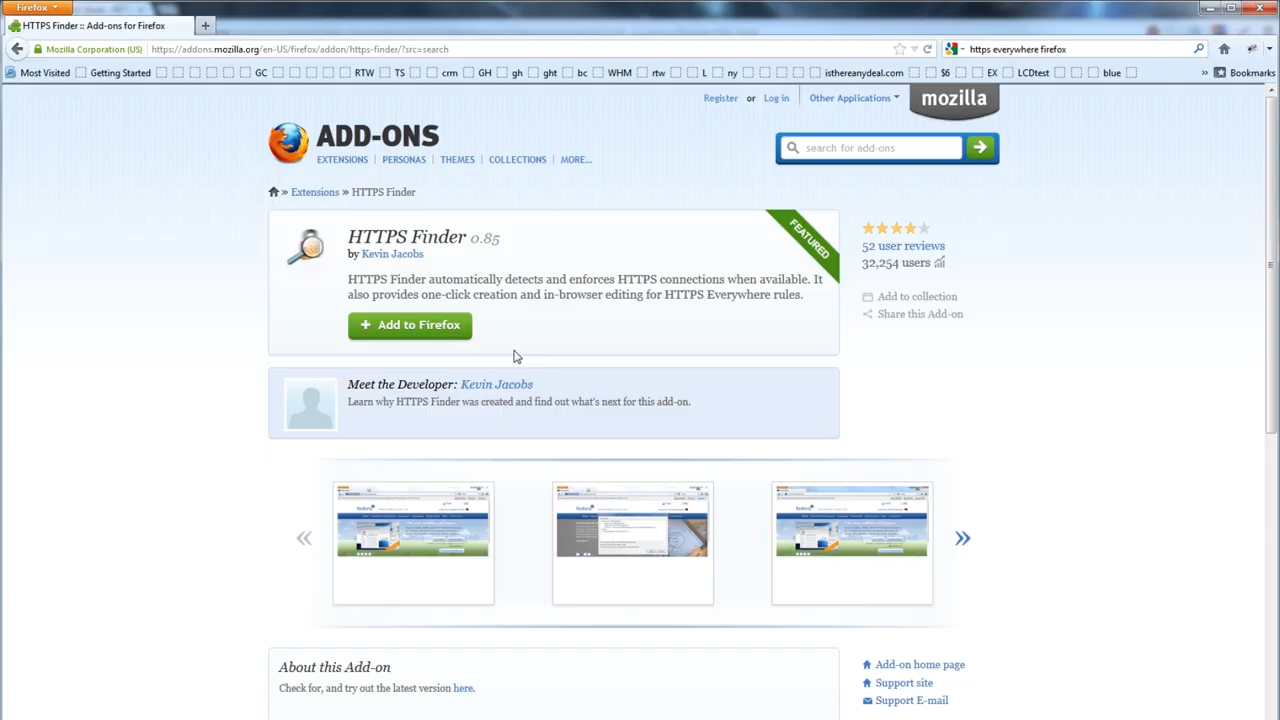 Firefox
HTTPS Finder :: Add-ons for Firefox
Mozilla Corporation (US) https://addons.mozilla.org/en-US/firefox/addon/https-finder/?src=search https everywhere firefox
Most Visited Getting Started GC RTW TS crm GH gh ght bc WHM rtw L ny isthereanydeal.com $6 EX LCDtest blue » Bookmarks
Register or Log in Other Applications mozilla
ADD-ONS
search for add-ons
EXTENSIONS | PERSONAS | THEMES | COLLECTIONS | MORE...
» Extensions » HTTPS Finder
FEATURED
HTTPS Finder 0.85
by Kevin Jacobs
HTTPS Finder automatically detects and enforces HTTPS connections when available. It
also provides one-click creation and in-browser editing for HTTPS Everywhere rules.
+ Add to Firefox
52 user reviews
32,254 users
Add to collection
Share this Add-on
Meet the Developer: Kevin Jacobs
Learn why HTTPS Finder was created and find out what's next for this add-on.
« »
About this Add-on
Check for, and try out the latest version here.
Add-on home page
Support site
Support E-mail